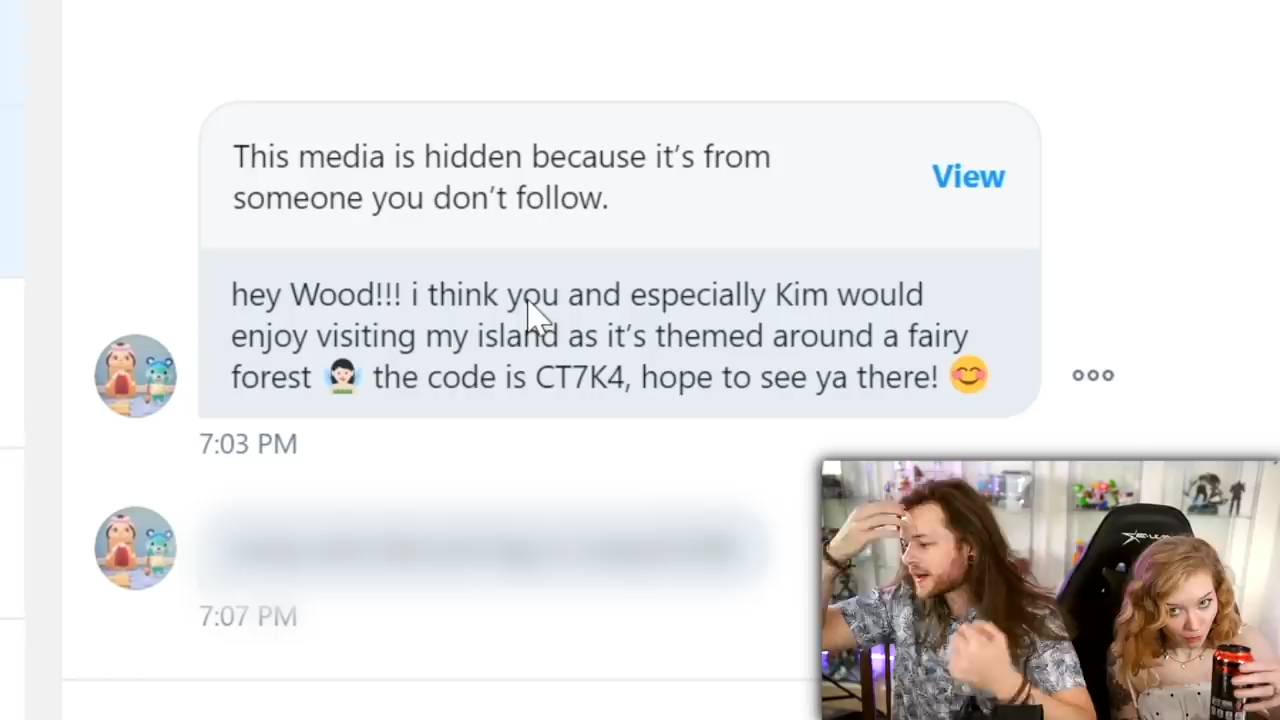 This media is hidden because it’s from
someone you don’t follow.
View
hey Wood!!! i think you and especially Kim would
enjoy visiting my island as it’s themed around a fairy
forest 🧚🏻‍♀️ the code is CT7K4, hope to see ya there! 😊
7:03 PM
7:07 PM